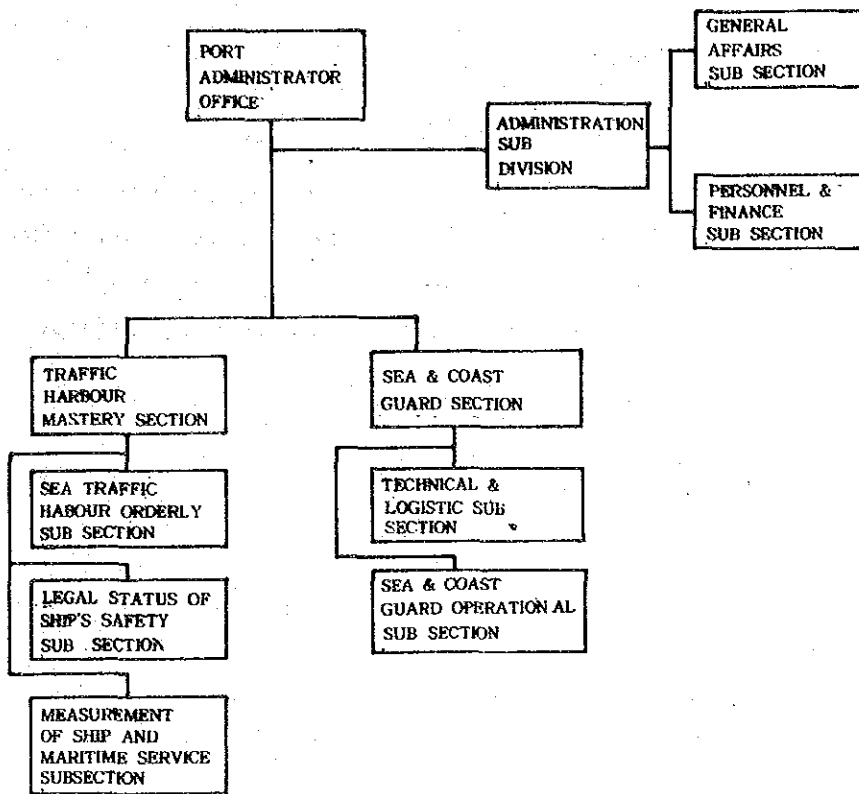 PORT
ADMINISTRATOR
OFFICE
GENERAL
AFFAIRS
SUB SECTION
ADMINISTRATION
SUB
DIVISION
PERSONNEL &
FINANCE
SUB SECTION
TRAFFIC
HARBOUR
MASTERY SECTION
SEA & COAST
GUARD SECTION
SEA TRAFFIC
HABOUR ORDERLY
SUB SECTION
TECHNICAL &
LOGISTIC SUB
SECTION
LEGAL STATUS OF
SHIP'S SAFETY
SUB SECTION
SEA & COAST
GUARD OPERATIONAL
SUB SECTION
MEASUREMENT
OF SHIP AND
MARITIME SERVICE
SUBSECTION